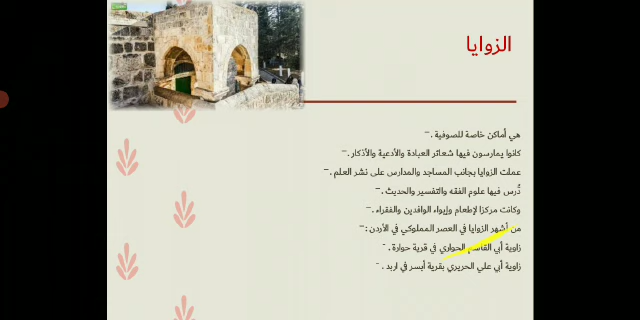 الزوايا
هي أماكن خاصة للصوفية .–
كانوا يمارسون فيها شعائر العبادة والأدعية والأذكار .–
عملت الزوايا بجانب المساجد والمدارس على نشر العلم .–
دُرس فيها علوم الفقه والتفسير والحديث .–
وكانت مركزا لإطعام وإيواء الوافدين والفقراء .–
من أشهر الزوايا في العصر المملوكي في الأردن :–
زاوية أبي القاسم الحواري في قرية حوارة . -
زاوية أبي علي الحريري بقرية أبسر في اربد . -